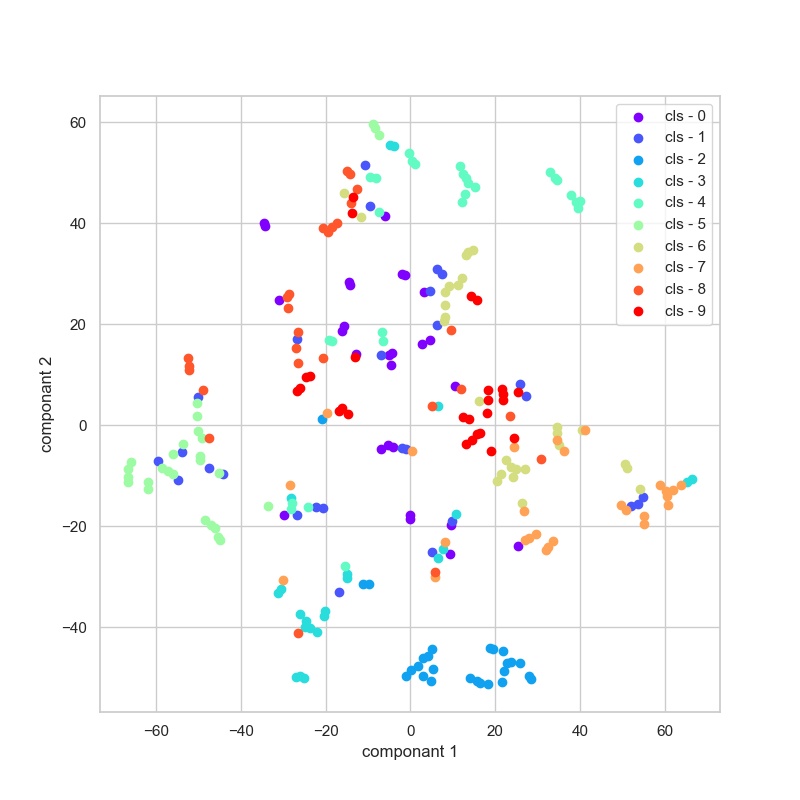 cls - 0
cls - 1
cls - 2
cls - 3
cls - 4
cls - 5
cls - 6
cls - 7
cls - 8
cls - 9
60
40
20
0
−20
−40
componant 2
−60 −40 −20 0 20 40 60
componant 1